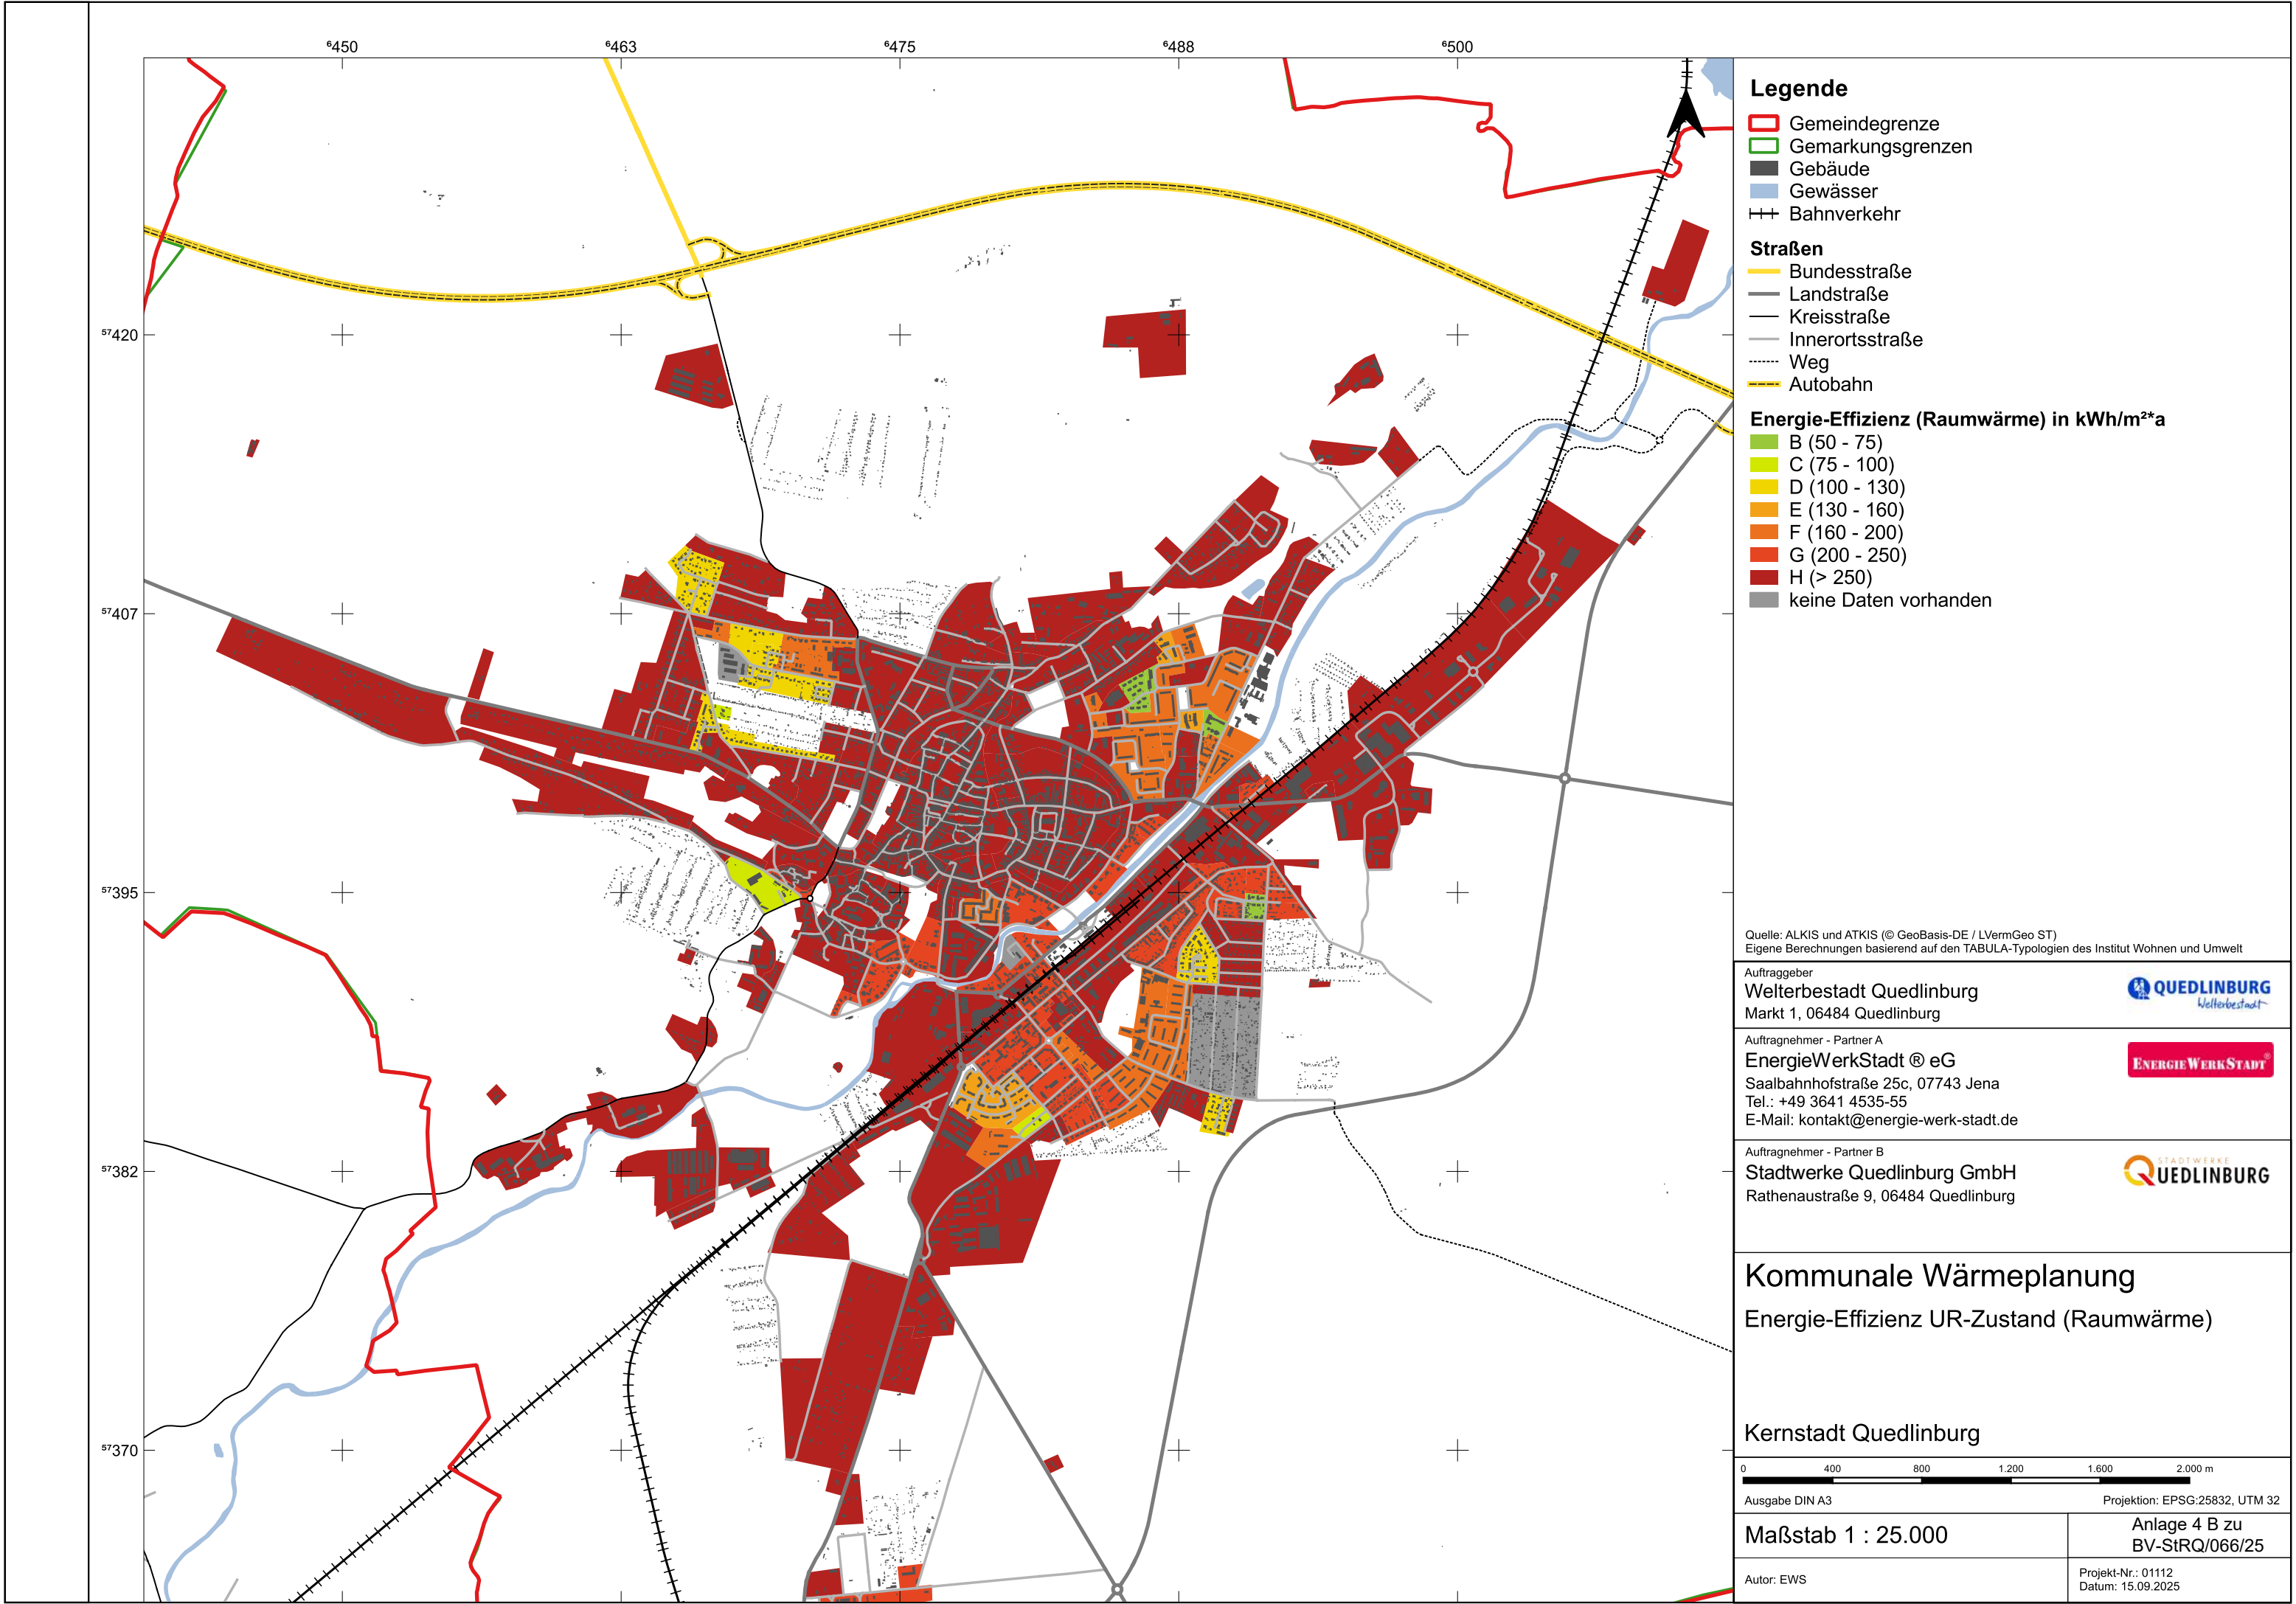 ⁶450
⁶463
⁶475
⁶488
⁶500
⁵⁷420
⁵⁷407
⁵⁷395
⁵⁷382
⁵⁷370
Legende
Gemeindegrenze
Gemarkungsgrenzen
Gebäude
Gewässer
Bahnverkehr
Straßen
Bundesstraße
Landstraße
Kreisstraße
Innerortsstraße
Weg
Autobahn
Energie-Effizienz (Raumwärme) in kWh/m²*a
B (50 - 75)
C (75 - 100)
D (100 - 130)
E (130 - 160)
F (160 - 200)
G (200 - 250)
H (> 250)
keine Daten vorhanden
Quelle: ALKIS und ATKIS (© GeoBasis-DE / LVermGeo ST)
Eigene Berechnungen basierend auf den TABULA-Typologien des Institut Wohnen und Umwelt
Auftraggeber
Welterbestadt Quedlinburg
Markt 1, 06484 Quedlinburg
QUEDLINBURG
Welterbestadt
Auftragnehmer - Partner A
EnergieWerkStadt ® eG
Saalbahnhofstraße 25c, 07743 Jena
Tel.: +49 3641 4535-55
E-Mail: kontakt@energie-werk-stadt.de
ENERGIEWERKSTADT®
Auftragnehmer - Partner B
Stadtwerke Quedlinburg GmbH
Rathenaustraße 9, 06484 Quedlinburg
STADTWERKE
QUEDLINBURG
Kommunale Wärmeplanung
Energie-Effizienz UR-Zustand (Raumwärme)
Kernstadt Quedlinburg
0 400 800 1.200 1.600 2.000 m
Ausgabe DIN A3 Projektion: EPSG:25832, UTM 32
Maßstab 1 : 25.000
Anlage 4 B zu
BV-StRQ/066/25
Autor: EWS
Projekt-Nr.: 01112
Datum: 15.09.2025